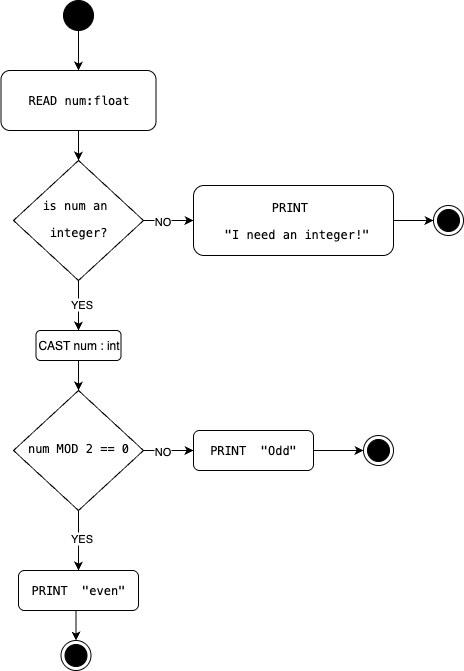 READ num:float
is num an
integer?
NO
PRINT
"I need an integer!"
YES
CAST num : int
num MOD 2 == 0
NO
PRINT  "Odd"
YES
PRINT  "even"